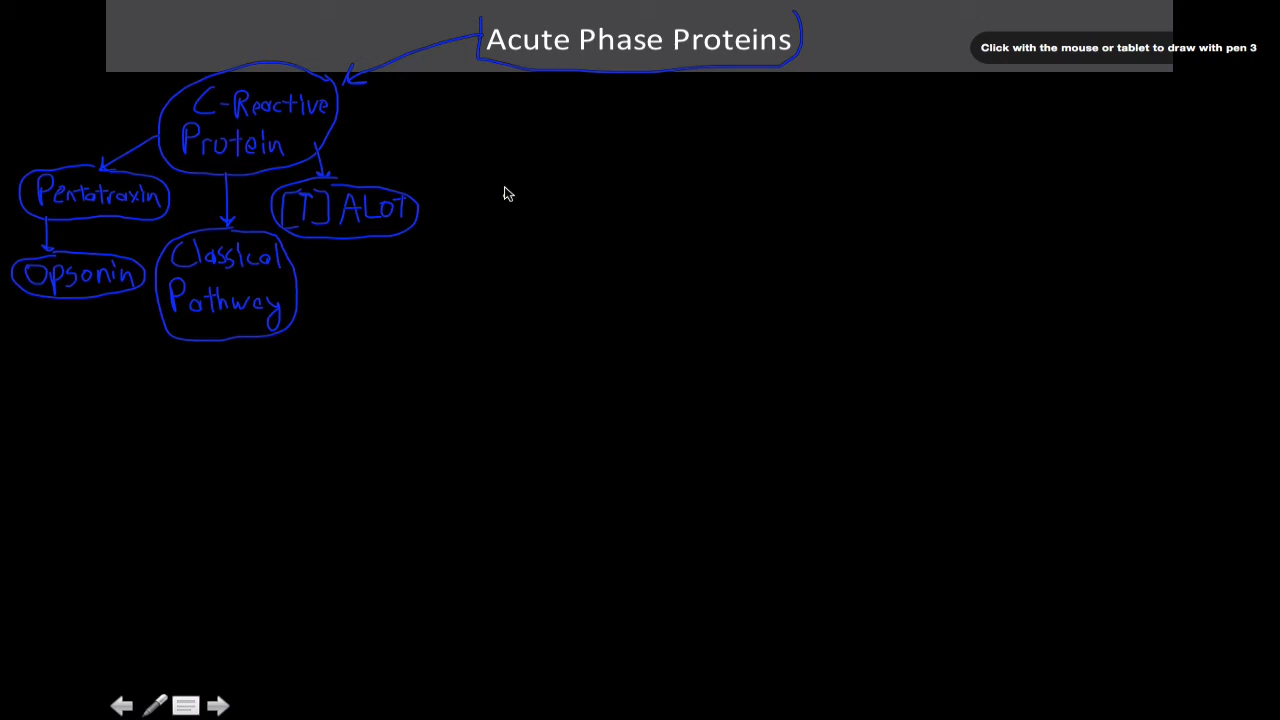 Acute Phase Proteins
Click with the mouse or tablet to draw with pen 3
C-Reactive
Protein
Pentatraxin
[T] ALOT
Opsonin
Classical
Pathway